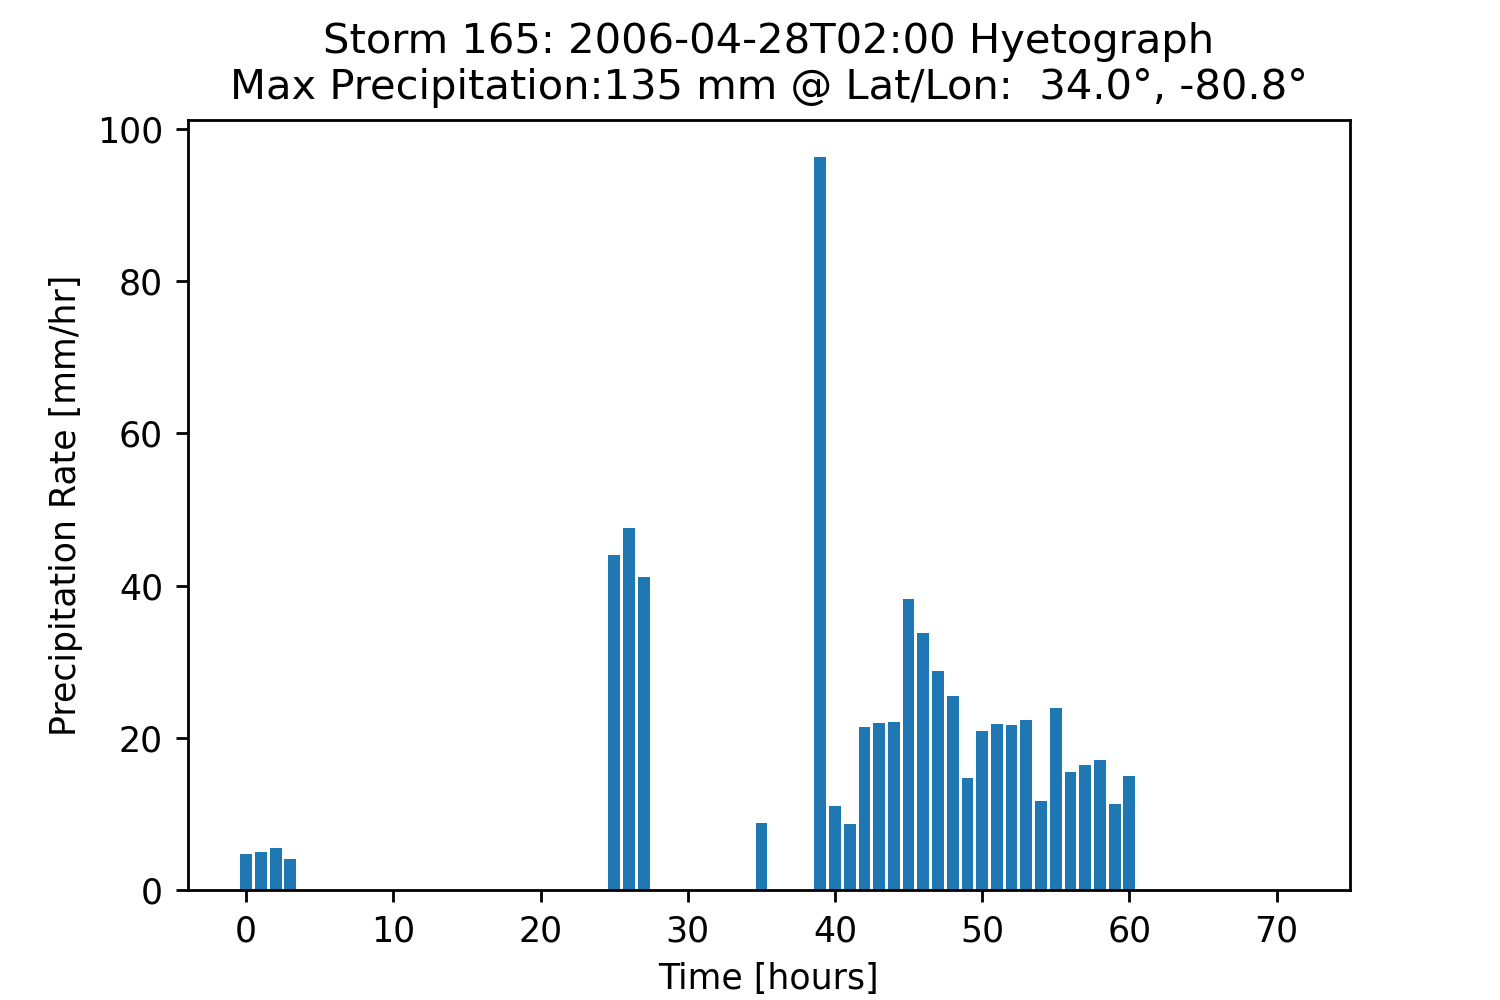 Storm 165: 2006-04-28T02:00 Hyetograph
Max Precipitation:135 mm @ Lat/Lon:  34.0°, -80.8°
100
80
60
40
20
0
Precipitation Rate [mm/hr]
0 10 20 30 40 50 60 70
Time [hours]